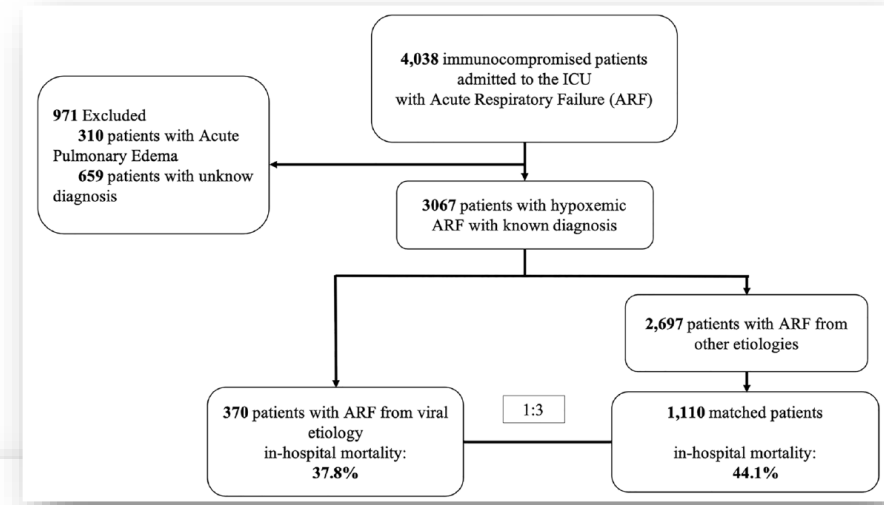 4,038 immunocompromised patients
admitted to the ICU
with Acute Respiratory Failure (ARF)
971 Excluded
310 patients with Acute
Pulmonary Edema
659 patients with unknow
diagnosis
3067 patients with hypoxemic
ARF with known diagnosis
2,697 patients with ARF from
other etiologies
370 patients with ARF from viral
etiology
in-hospital mortality:
37.8%
1:3
1,110 matched patients
in-hospital mortality:
44.1%